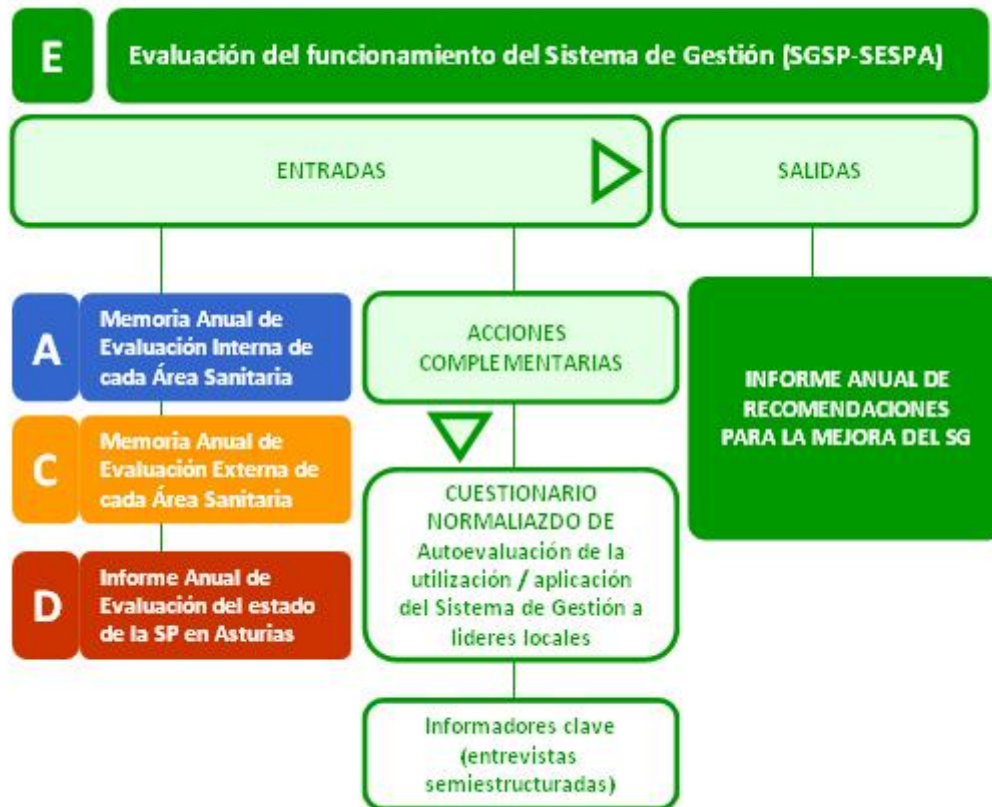 E
Evaluación del funcionamiento del Sistema de Gestión (SGSP-SESPA)
ENTRADAS
SALIDAS
A
Memoria Anual de
Evaluación Interna de
cada Área Sanitaria
C
Memoria Anual de
Evaluación Externa de
cada Área Sanitaria
D
Informe Anual de
Evaluación del estado
de la SP en Asturias
ACCIONES
COMPLEMENTARIAS
CUESTIONARIO
NORMALIAZDO DE
Autoevaluación de la
utilización / aplicación
del Sistema de Gestión a
lideres locales
Informadores clave
(entrevistas
semiestructuradas)
INFORME ANUAL DE
RECOMENDACIONES
PARA LA MEJORA DEL SG